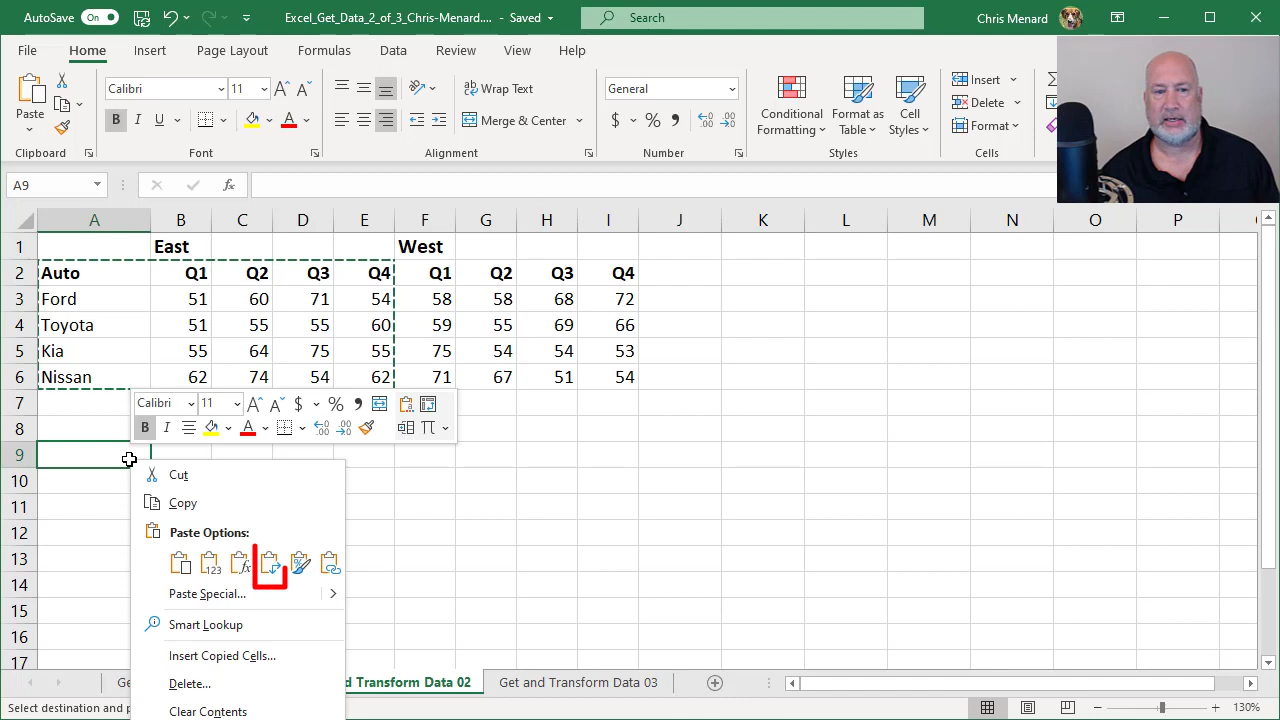 AutoSave On Excel_Get_Data_2_of_3_Chris-Menard.... - Saved Search Chris Menard
File Home Insert Page Layout Formulas Data Review View Help
Paste Calibri 11 Wrap Text General Conditional Formatting Format as Table Cell Styles Insert
B I U A Merge & Center $ % Delete
Format
Clipboard Font Alignment Number Styles Cells
A9 fx
A B C D E F G H I J K L M N O P
1 East West
2 Auto Q1 Q2 Q3 Q4 Q1 Q2 Q3 Q4
3 Ford 51 60 71 54 58 58 68 72
4 Toyota 51 55 55 60 59 55 69 66
5 Kia 55 64 75 55 75 54 54 53
6 Nissan 62 74 54 62 71 67 51 54
7 Calibri 11 A A $ % ,
8 B I A
9
10 Cut
11 Copy
12 Paste Options:
13 123 fx %
14 Paste Special...
15 Smart Lookup
16 Insert Copied Cells...
17 Delete...
Ge d Transform Data 02 Get and Transform Data 03
Select destination and p 130%
Clear Contents